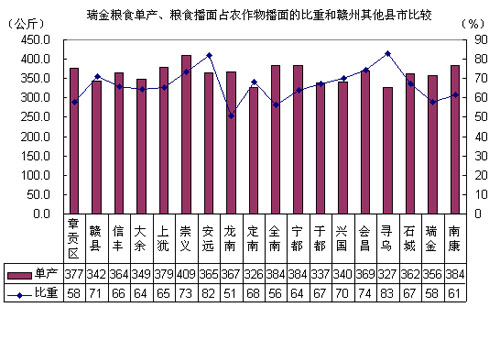 瑞金粮食单产、粮食播面占农作物播面的比重和赣州其他县市比较
(公斤) (%)
450.0 90
400.0 80
350.0 70
300.0 60
250.0 50
200.0 40
150.0 30
100.0 20
50.0 10
0.0 0
章贡区 赣县 信丰 大余 上犹 崇义 安远 龙南 定南 全南 宁都 于都 兴国 会昌 寻乌 石城 瑞金 南康
单产 377 342 364 349 379 409 365 367 326 384 384 337 340 369 327 362 356 384
比重 58 71 66 64 65 73 82 51 68 56 64 67 70 74 83 67 58 61